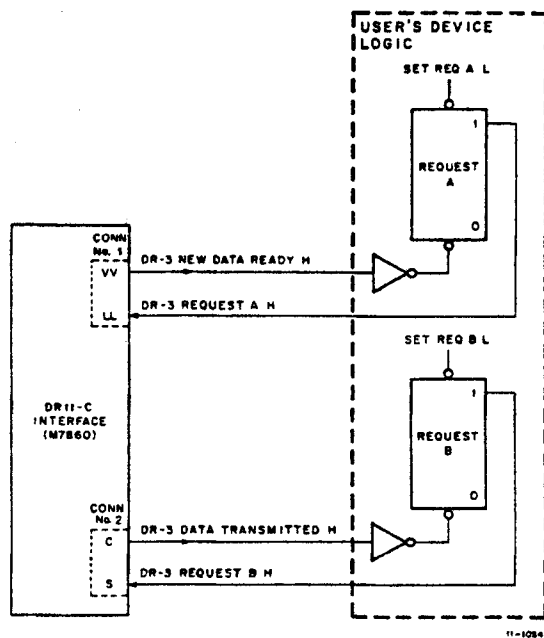 USER'S DEVICE
LOGIC
SET REQ A L
1
REQUEST
A
0
CONN
No. 1
VV
DR-3 NEW DATA READY H
LL
DR-3 REQUEST A H
SET REQ B L
1
REQUEST
B
0
DR11-C
INTERFACE
(M7860)
CONN
No. 2
C
DR-3 DATA TRANSMITTED H
S
DR-3 REQUEST B H